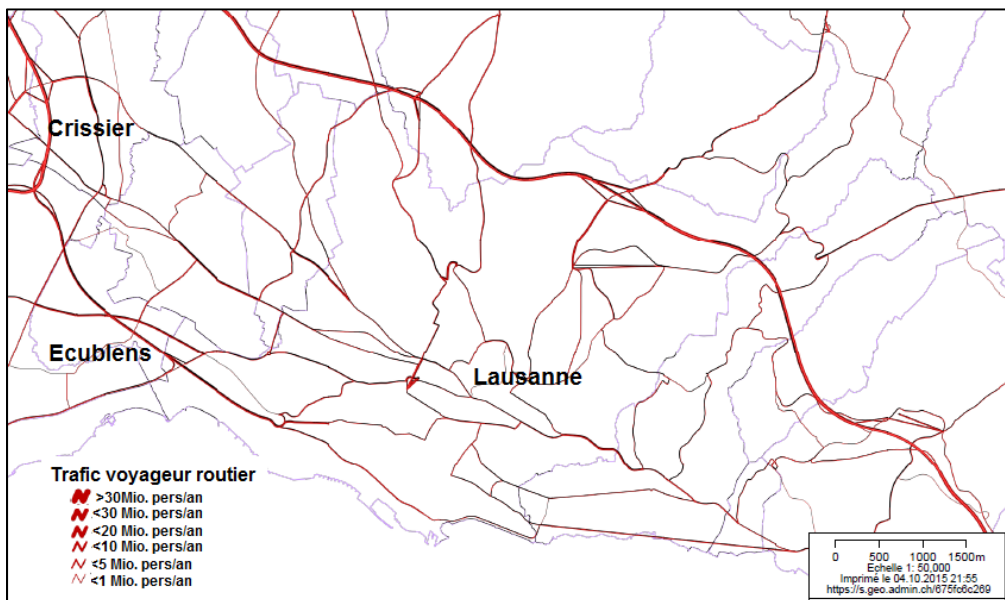 Crissier
Ecublens
Lausanne
Trafic voyageur routier
>30Mio. pers/an
<30 Mio. pers/an
<20 Mio. pers/an
<10 Mio. pers/an
<5 Mio. pers/an
<1 Mio. pers/an
0 500 1000 1500m
Echelle 1: 50,000
Imprimé le 04.10.2015 21:55
https://s.geo.admin.ch/675fc6c269